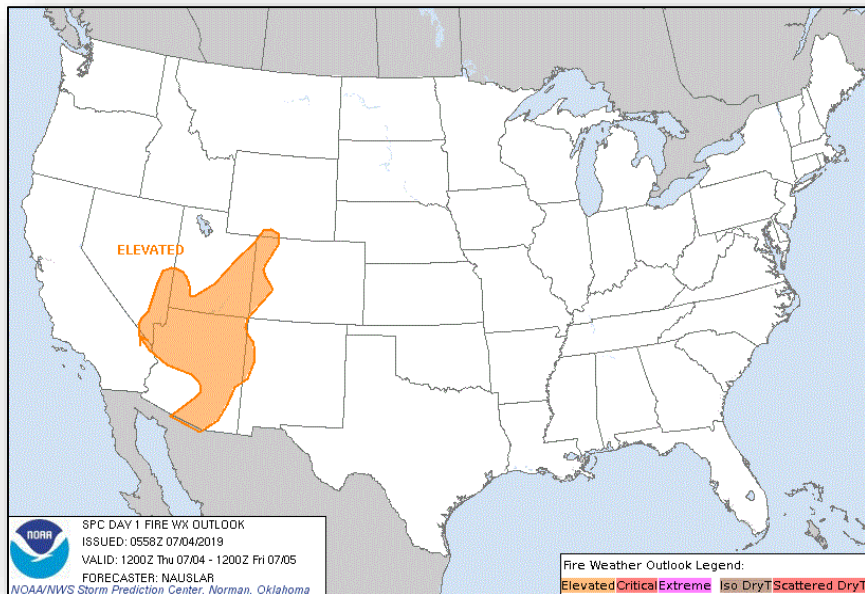 ELEVATED
NOAA
SPC DAY 1 FIRE WX OUTLOOK
ISSUED: 0558Z 07/04/2019
VALID: 1200Z Thu 07/04 - 1200Z Fri 07/05
FORECASTER: NAUSLAR
NOAA/NWS Storm Prediction Center, Norman, Oklahoma
Fire Weather Outlook Legend:
Elevated Critical Extreme Iso DryT Scattered DryT